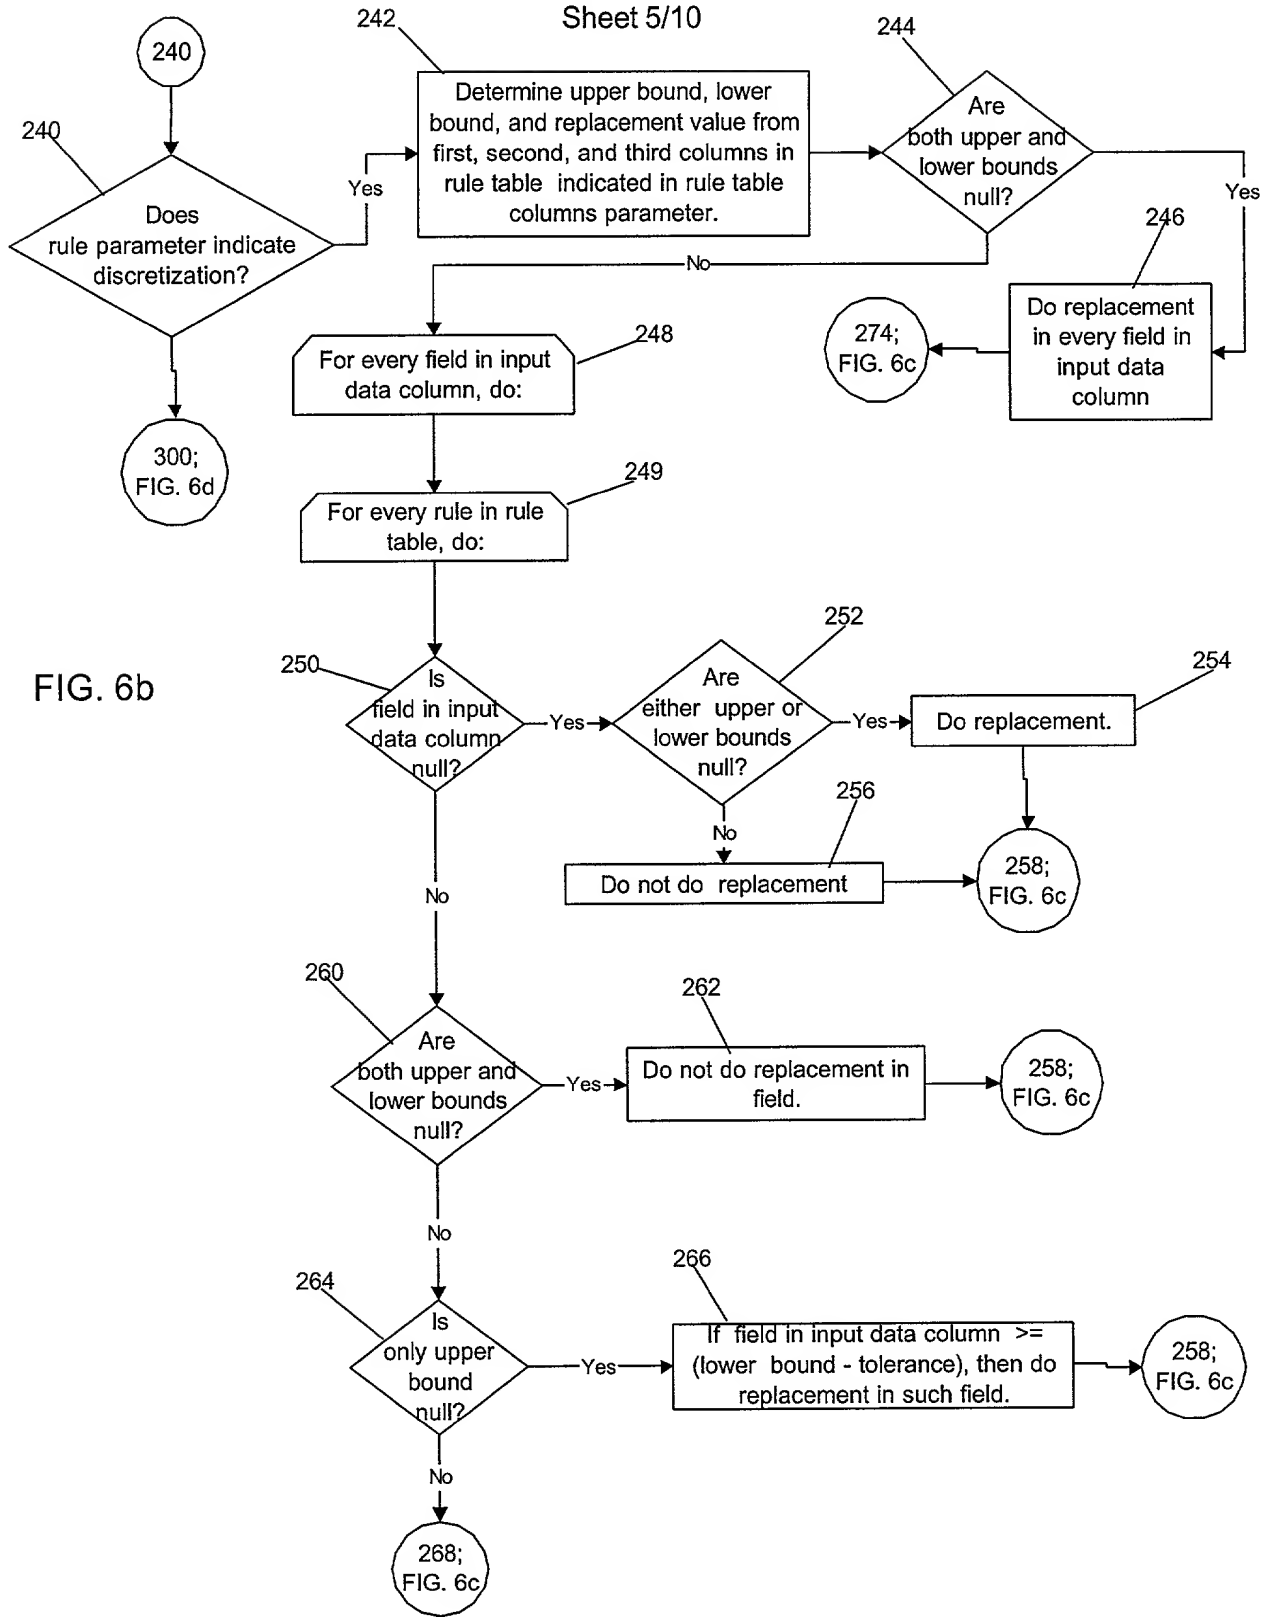 Sheet 5/10
240
240
Does
rule parameter indicate
discretization?
Yes
300;
FIG. 6d
242
Determine upper bound, lower
bound, and replacement value from
first, second, and third columns in
rule table indicated in rule table
columns parameter.
244
Are
both upper and
lower bounds
null?
Yes
246
Do replacement
in every field in
input data
column
274;
FIG. 6c
No
248
For every field in input
data column, do:
249
For every rule in rule
table, do:
FIG. 6b
250
Is
field in input
data column
null?
Yes
252
Are
either upper or
lower bounds
null?
Yes
254
Do replacement.
No
256
Do not do replacement
258;
FIG. 6c
No
260
Are
both upper and
lower bounds
null?
Yes
262
Do not do replacement in
field.
258;
FIG. 6c
No
264
Is
only upper
bound
null?
Yes
266
If field in input data column >=
(lower bound - tolerance), then do
replacement in such field.
258;
FIG. 6c
No
268;
FIG. 6c